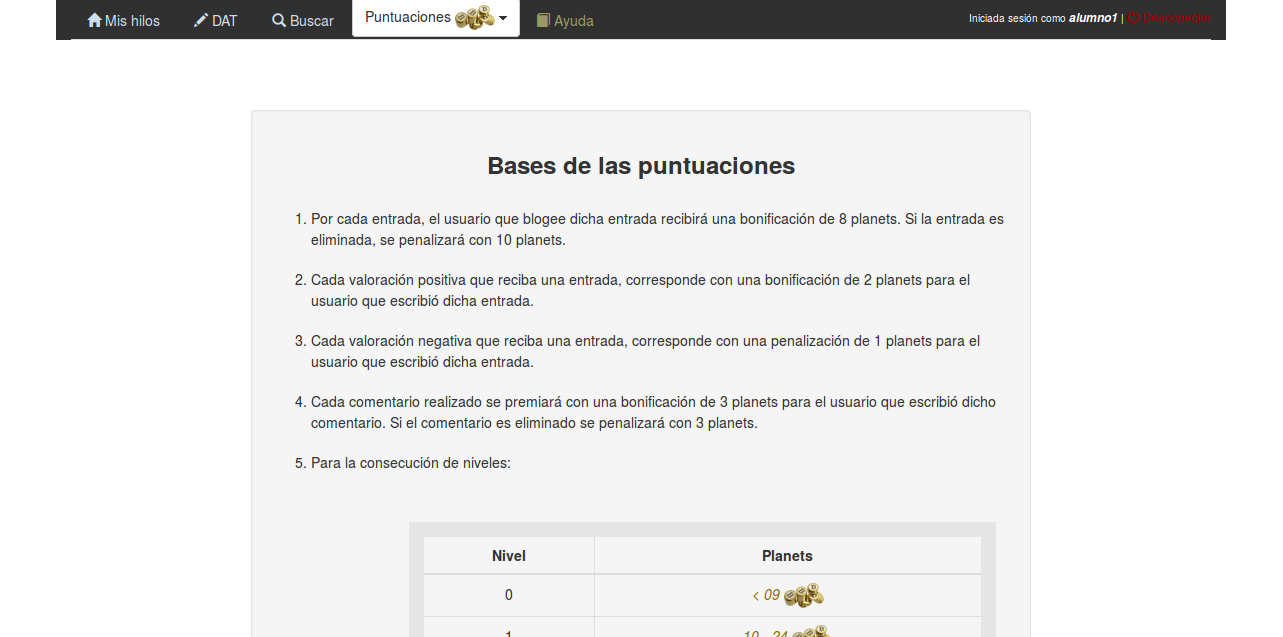 Mis hilos DAT Buscar Puntuaciones Ayuda Iniciada sesión como alumno1 | Desconectar
Bases de las puntuaciones
1. Por cada entrada, el usuario que blogee dicha entrada recibirá una bonificación de 8 planets. Si la entrada es
eliminada, se penalizará con 10 planets.
2. Cada valoración positiva que reciba una entrada, corresponde con una bonificación de 2 planets para el
usuario que escribió dicha entrada.
3. Cada valoración negativa que reciba una entrada, corresponde con una penalización de 1 planets para el
usuario que escribió dicha entrada.
4. Cada comentario realizado se premiará con una bonificación de 3 planets para el usuario que escribió dicho
comentario. Si el comentario es eliminado se penalizará con 3 planets.
5. Para la consecución de niveles:
Nivel Planets
0 < 09
1 10 - 24